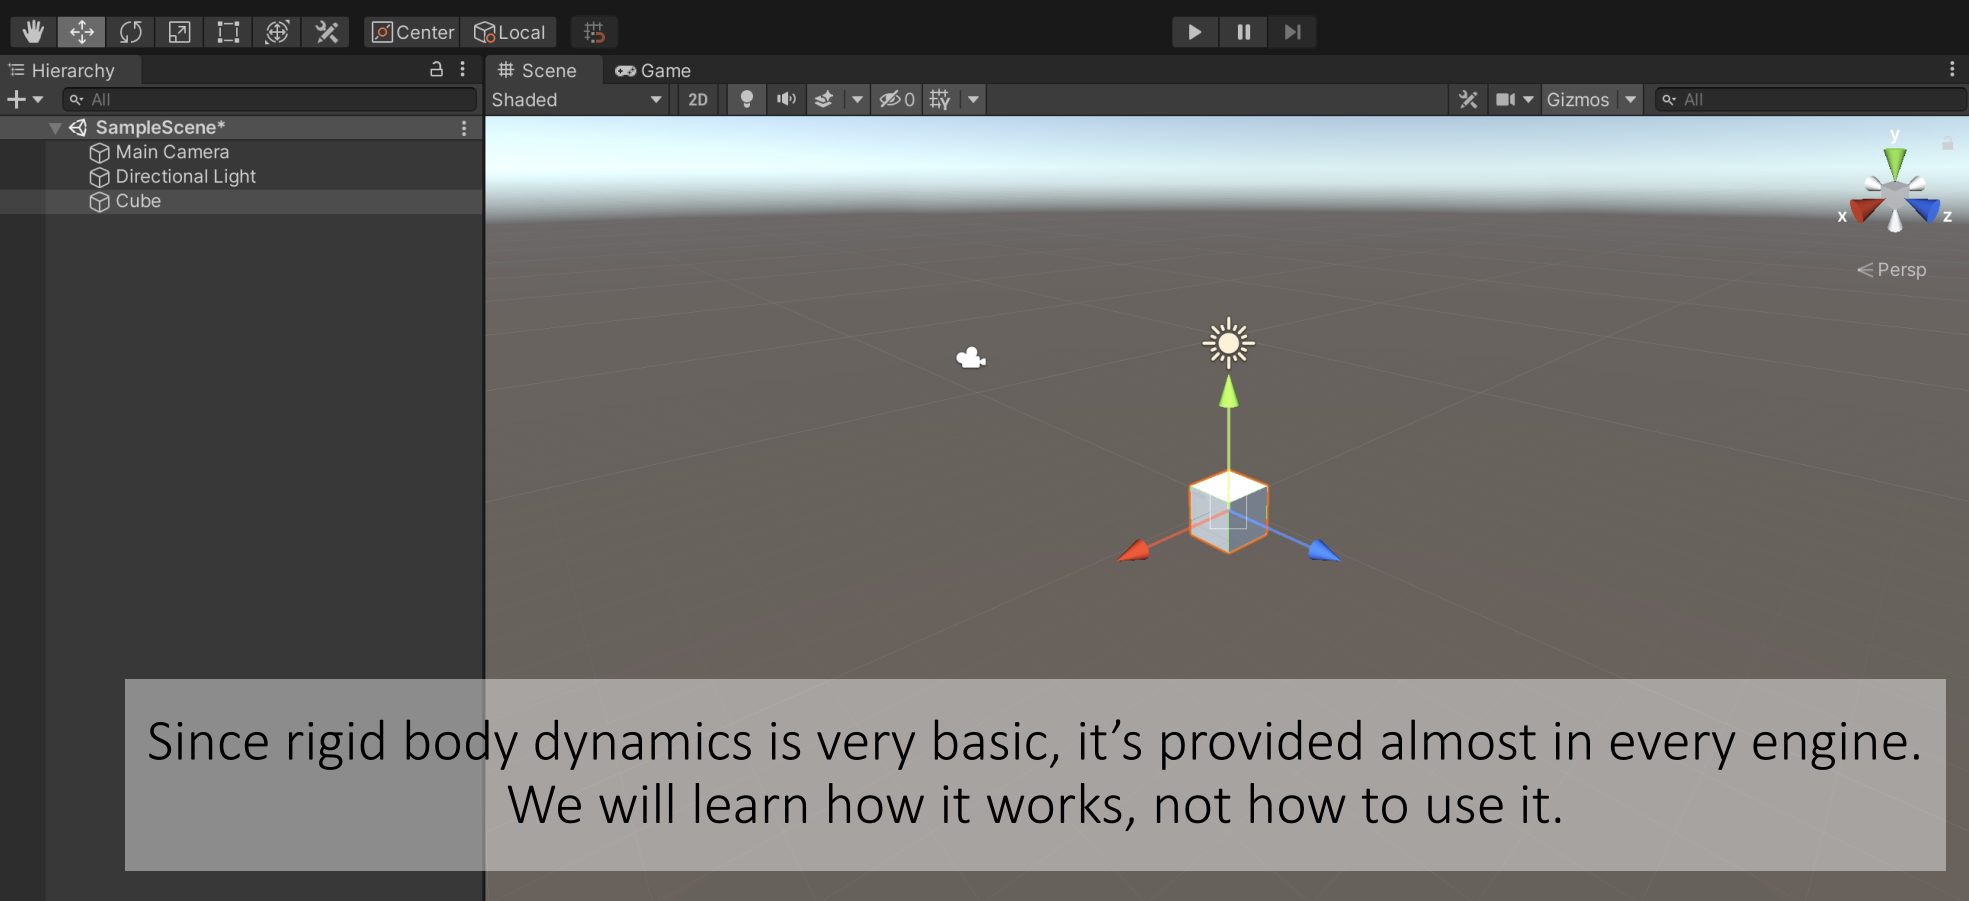 Center
Local
Hierarchy
Scene
Game
All
Shaded
2D
0
Gizmos
All
SampleScene*
Main Camera
Directional Light
Cube
y
x
z
Persp
Since rigid body dynamics is very basic, it’s provided almost in every engine.
We will learn how it works, not how to use it.